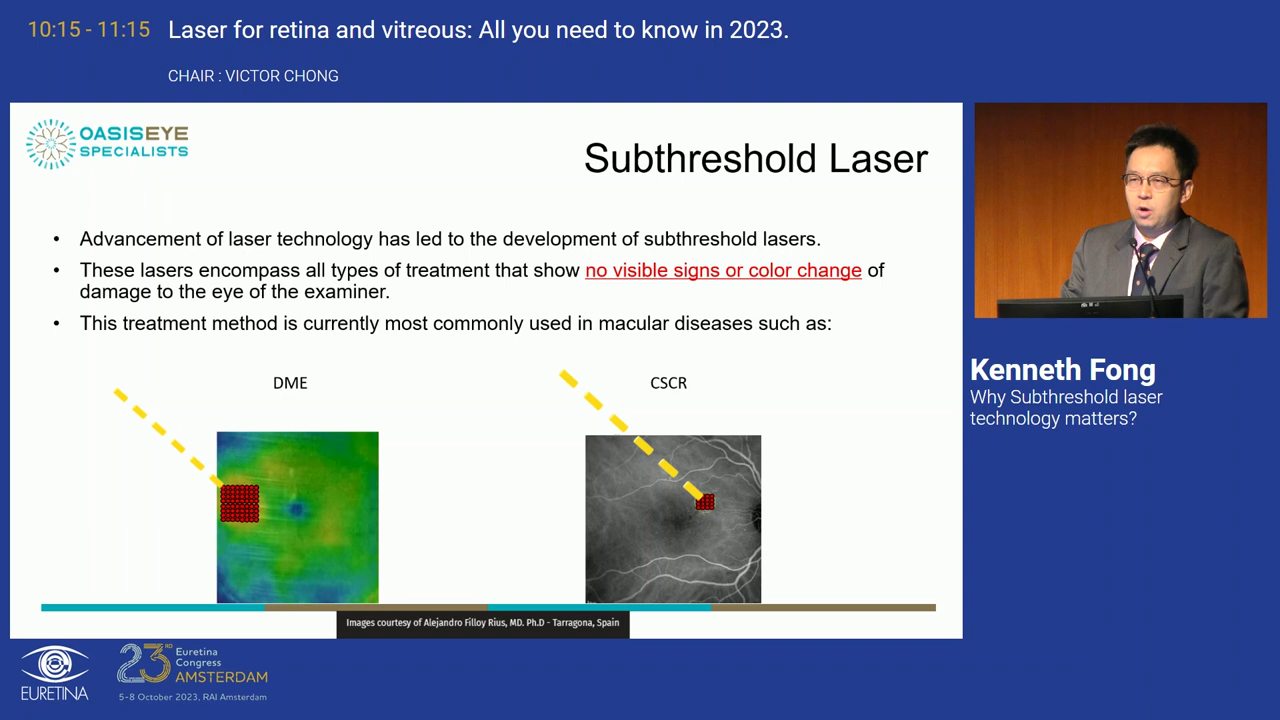 10:15 - 11:15
Laser for retina and vitreous: All you need to know in 2023.
CHAIR : VICTOR CHONG
OASISEYE
SPECIALISTS
Subthreshold Laser
• Advancement of laser technology has led to the development of subthreshold lasers.
• These lasers encompass all types of treatment that show no visible signs or color change of
damage to the eye of the examiner.
• This treatment method is currently most commonly used in macular diseases such as:
DME
CSCR
Images courtesy of Alejandro Filloy Rius, MD. Ph.D - Tarragona, Spain
Kenneth Fong
Why Subthreshold laser
technology matters?
EURETINA
23RD
Euretina
Congress
AMSTERDAM
5-8 October 2023, RAI Amsterdam